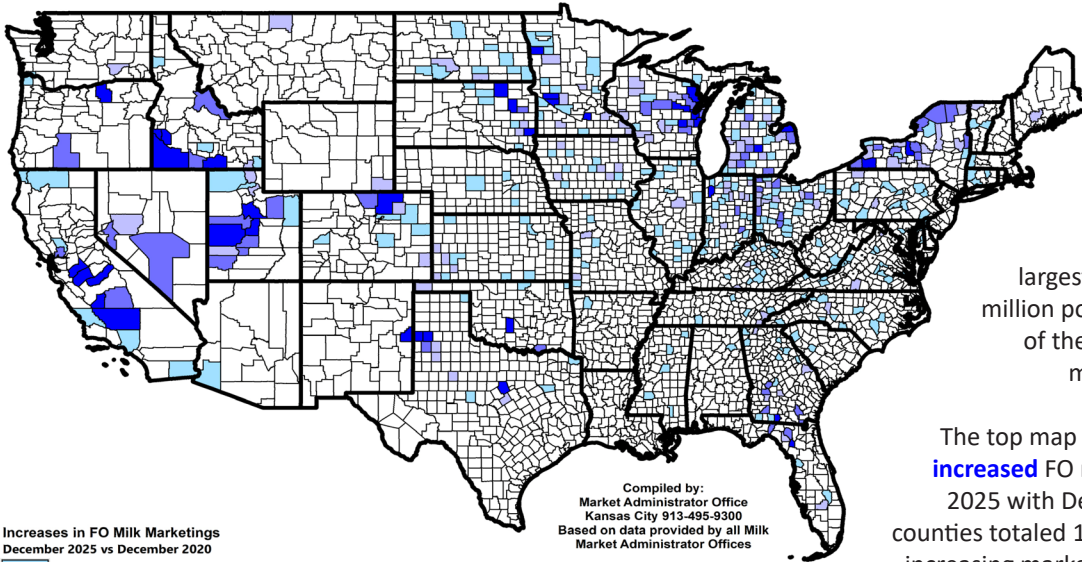 larges
million po
of the
m
The top map
increased FO
2025 with De
counties totaled 1
increasing marke
Compiled by:
Market Administrator Office
Kansas City 913-495-9300
Based on data provided by all Milk
Market Administrator Offices
Increases in FO Milk Marketings
December 2025 vs December 2020